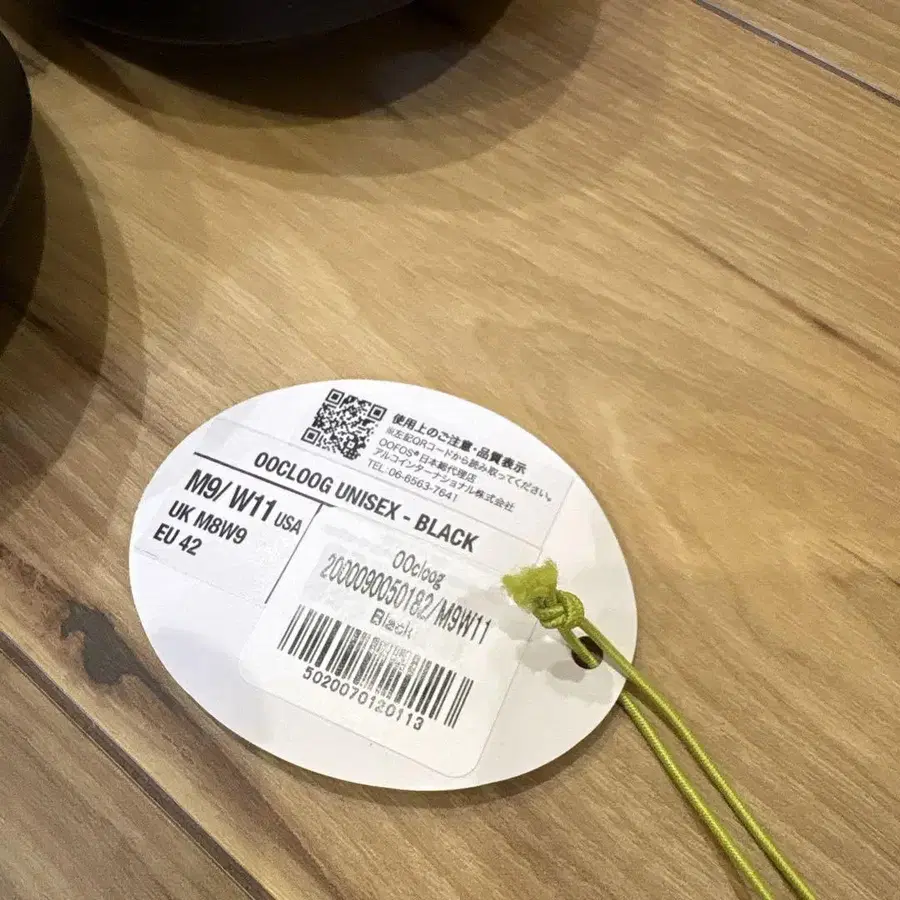 使用上のご注意・品質表示
※左記QRコードから読み取ってください。
OOFOS® 日本総代理店
アルコインターナショナル株式会社
TEL:06-6563-7641
OOCLOOG UNISEX - BLACK
M9/ W11 USA
UK M8W9
EU 42
OOcloog
2000090050182/M9W11
Black
5020070120113